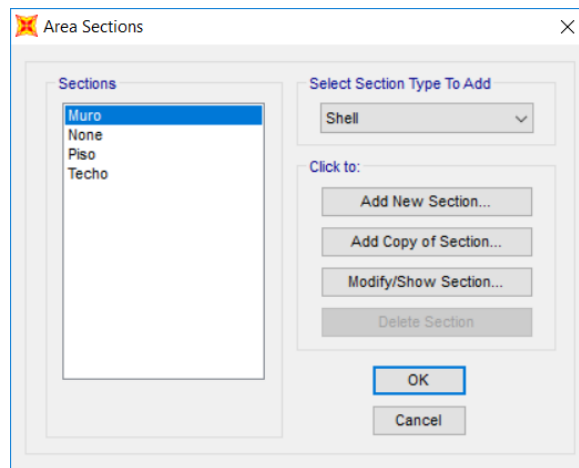 Area Sections
Sections
Muro
None
Piso
Techo
Select Section Type To Add
Shell
Click to:
Add New Section...
Add Copy of Section...
Modify/Show Section...
Delete Section
OK
Cancel